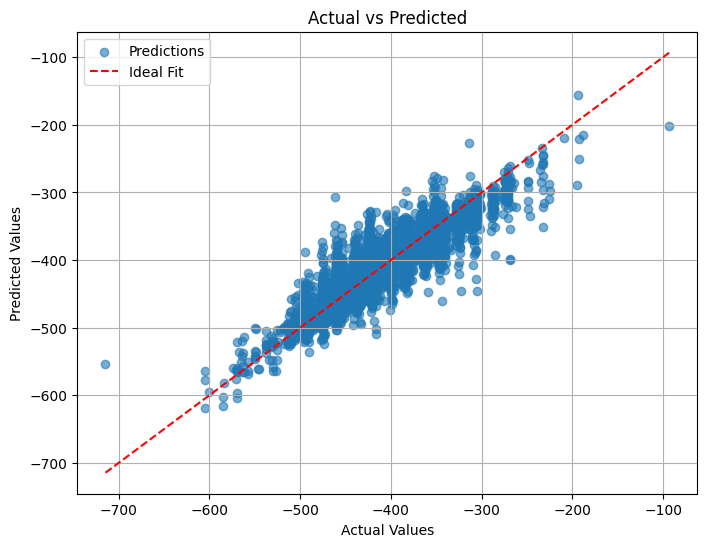 Actual vs Predicted
Predictions
Ideal Fit
−100
−200
−300
−400
−500
−600
−700
Predicted Values
−700
−600
−500
−400
−300
−200
−100
Actual Values